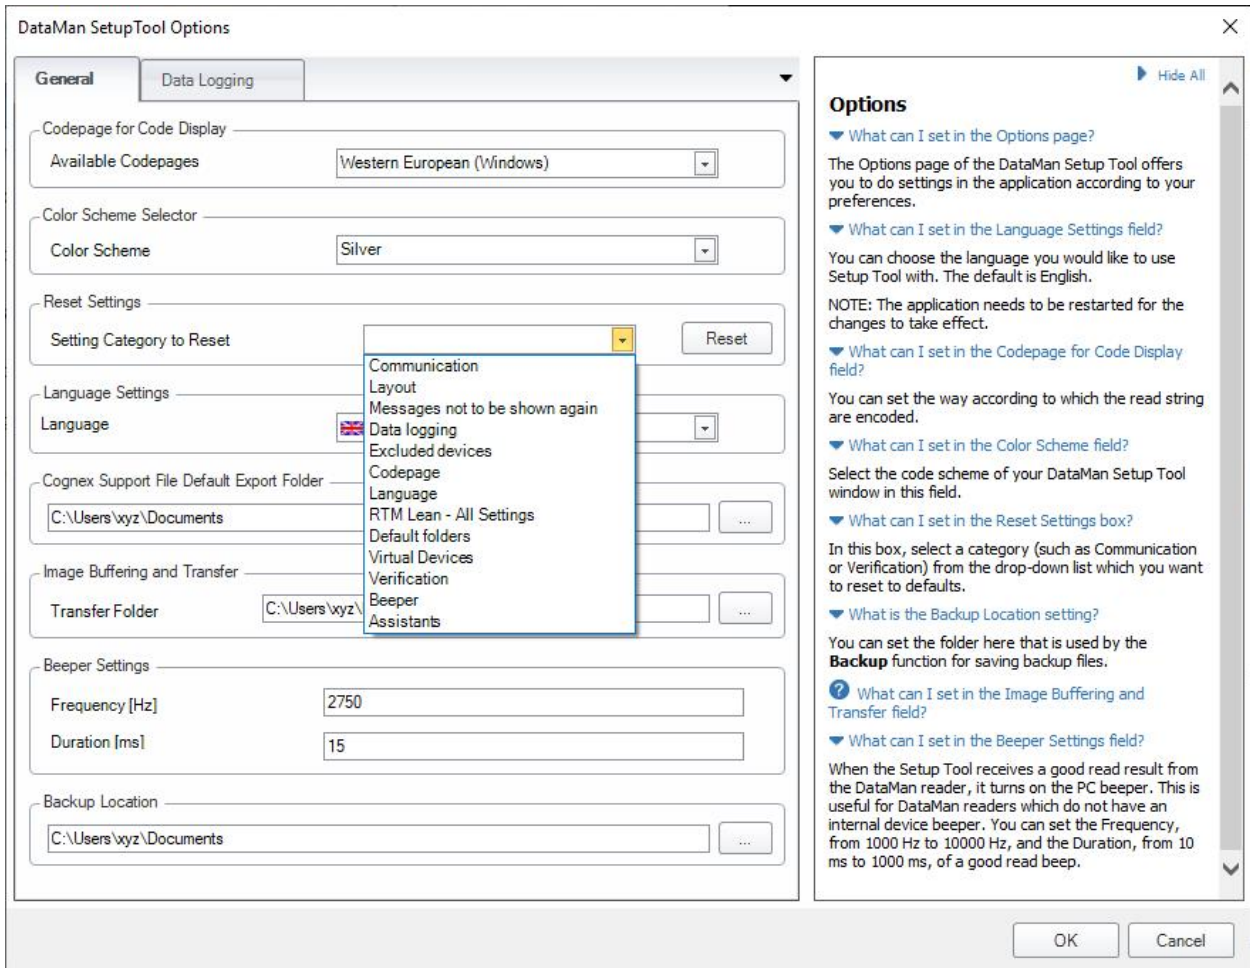 DataMan SetupTool Options
General
Data Logging
Codepage for Code Display
Available Codepages
Western European (Windows)
Color Scheme Selector
Color Scheme
Silver
Reset Settings
Setting Category to Reset
Reset
Communication
Layout
Messages not to be shown again
Data logging
Excluded devices
Codepage
Language
RTM Lean - All Settings
Default folders
Virtual Devices
Verification
Beeper
Assistants
Language Settings
Language
Cognex Support File Default Export Folder
C:\Users\xyz\Documents
...
Image Buffering and Transfer
Transfer Folder
C:\Users\xyz\
...
Beeper Settings
Frequency [Hz]
2750
Duration [ms]
15
Backup Location
C:\Users\xyz\Documents
...
Hide All
Options
What can I set in the Options page?
The Options page of the DataMan Setup Tool offers
you to do settings in the application according to your
preferences.
What can I set in the Language Settings field?
You can choose the language you would like to use
Setup Tool with. The default is English.
NOTE: The application needs to be restarted for the
changes to take effect.
What can I set in the Codepage for Code Display
field?
You can set the way according to which the read string
are encoded.
What can I set in the Color Scheme field?
Select the code scheme of your DataMan Setup Tool
window in this field.
What can I set in the Reset Settings box?
In this box, select a category (such as Communication
or Verification) from the drop-down list which you want
to reset to defaults.
What is the Backup Location setting?
You can set the folder here that is used by the
Backup function for saving backup files.
What can I set in the Image Buffering and
Transfer field?
What can I set in the Beeper Settings field?
When the Setup Tool receives a good read result from
the DataMan reader, it turns on the PC beeper. This is
useful for DataMan readers which do not have an
internal device beeper. You can set the Frequency,
from 1000 Hz to 10000 Hz, and the Duration, from 10
ms to 1000 ms, of a good read beep.
OK
Cancel